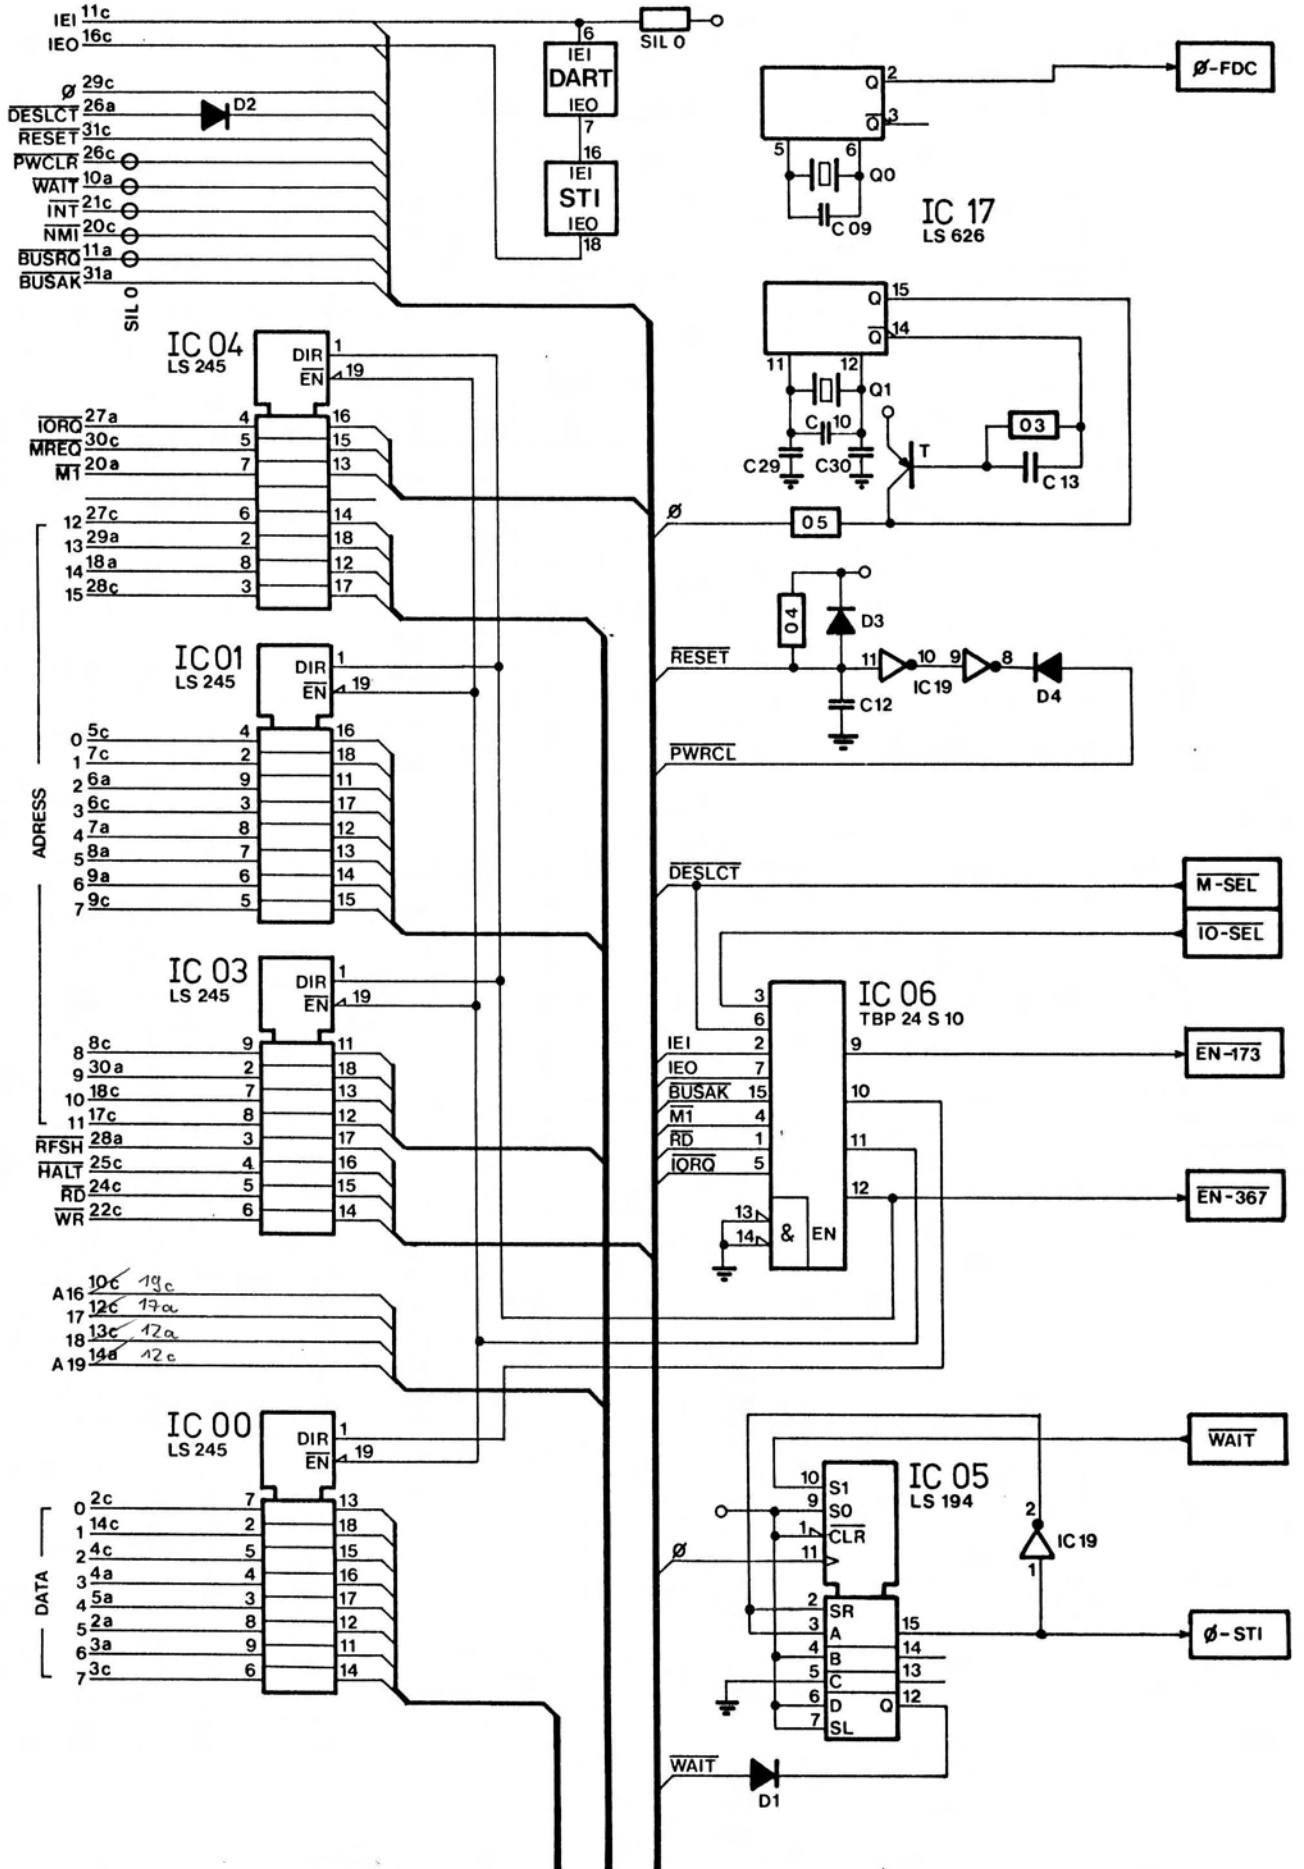 IEI 11c
IEO 16c
Ø 29c
DESLCT 26a D2
RESET 31c
PWCLR 26c
WAIT 10a
INT 21c
NMI 20c
BUSRQ 11a
BUSAK 31a
SIL 0
6
IEI
DART
IEO
7
16
IEI
STI
IEO
18
SIL 0
Q 2
Q 3
5 6
Q0
C 09
IC 17
LS 626
Ø-FDC
Q 15
Q 14
11 12
Q1
C 10
C29 C30
T
03
C 13
Ø 05
IC 04
LS 245
DIR 1
EN 19
IORQ 27a 4 16
MREQ 30c 5 15
M1 20a 7 13
12 27c 6 14
13 29a 2 18
14 18a 8 12
15 28c 3 17
04 D3
RESET 11 10 9 8
IC 19 D4
C12
PWRCL
IC 01
LS 245
DIR 1
EN 19
0 5c 4 16
1 7c 2 18
2 6a 9 11
3 6c 3 17
4 7a 8 12
5 8a 7 13
6 9a 6 14
7 9c 5 15
ADRESS
IC 03
LS 245
DIR 1
EN 19
8 8c 9 11
9 30a 2 18
10 18c 7 13
11 17c 8 12
RFSH 28a 3 17
HALT 25c 4 16
RD 24c 5 15
WR 22c 6 14
DESLCT
M-SEL
IO-SEL
IC 06
TBP 24 S 10
3
6
IEI 2 9
IEO 7
BUSAK 15 10
M1 4
RD 1 11
IORQ 5
12
13
14
& EN
EN-173
EN-367
A16 10c 19c
17 12c 17a
18 13c 12a
A19 14a 12c
IC 00
LS 245
DIR 1
EN 19
0 2c 7 13
1 14c 2 18
2 4c 5 15
3 4a 4 16
4 5a 3 17
5 2a 8 12
6 3a 9 11
7 3c 6 14
DATA
IC 05
LS 194
WAIT
10 S1
9 S0
1 CLR
Ø 11
2 SR
3 A 15
4 B 14
5 C 13
6 D Q 12
7 SL
2
IC 19
1
Ø-STI
WAIT
D1